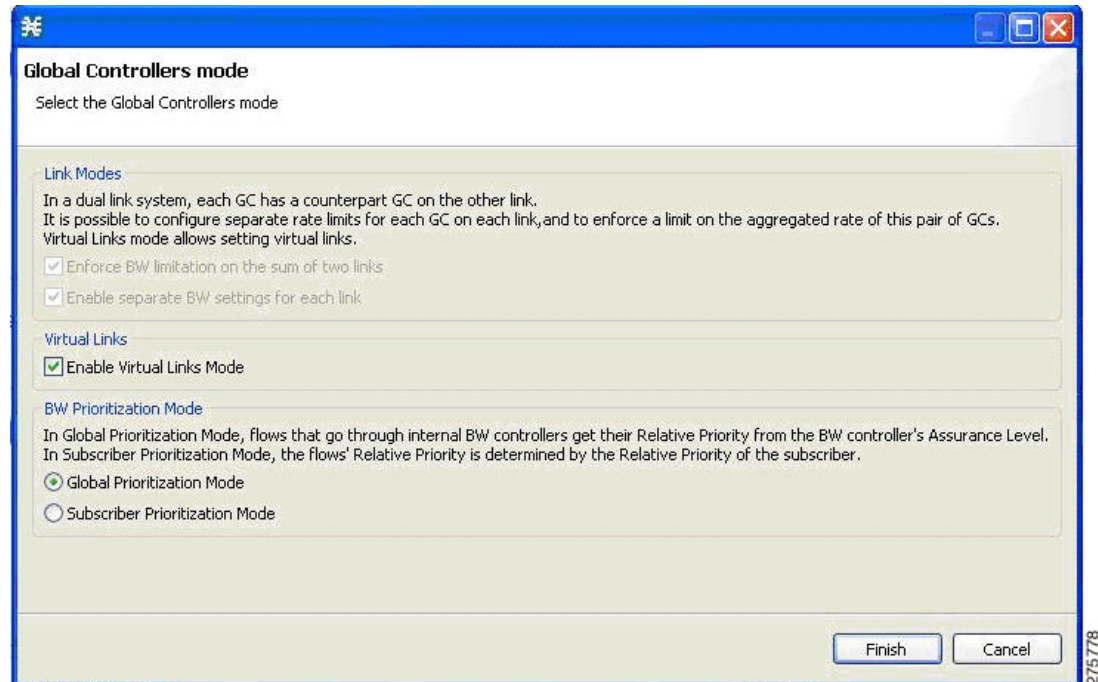 Global Controllers mode
Select the Global Controllers mode
Link Modes
In a dual link system, each GC has a counterpart GC on the other link.
It is possible to configure separate rate limits for each GC on each link,and to enforce a limit on the aggregated rate of this pair of GCs.
Virtual Links mode allows setting virtual links.
Enforce BW limitation on the sum of two links
Enable separate BW settings for each link
Virtual Links
Enable Virtual Links Mode
BW Prioritization Mode
In Global Prioritization Mode, flows that go through internal BW controllers get their Relative Priority from the BW controller's Assurance Level.
In Subscriber Prioritization Mode, the flows' Relative Priority is determined by the Relative Priority of the subscriber.
Global Prioritization Mode
Subscriber Prioritization Mode
Finish
Cancel
275778